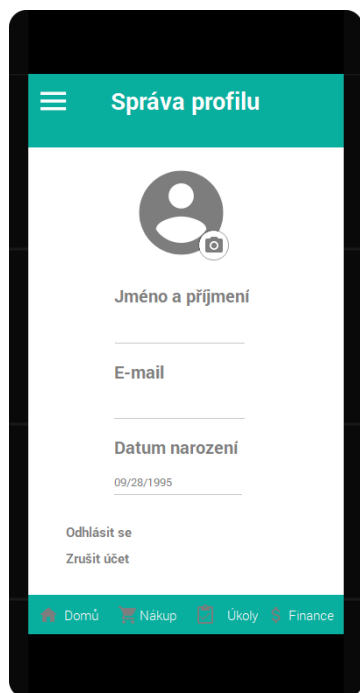 Správa profilu
Jméno a příjmení
E-mail
Datum narození
09/28/1995
Odhlásit se
Zrušit účet
Domů Nákup Úkoly $ Finance